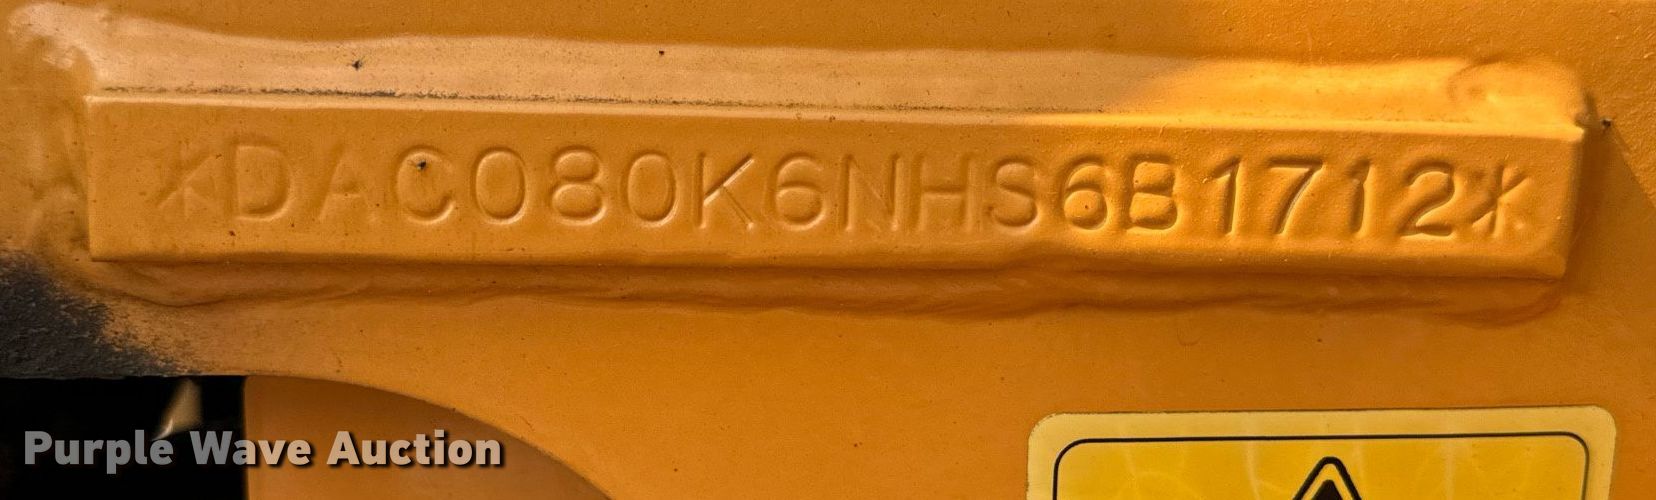 *DAC080K6NHS6B1712*
Purple Wave Auction